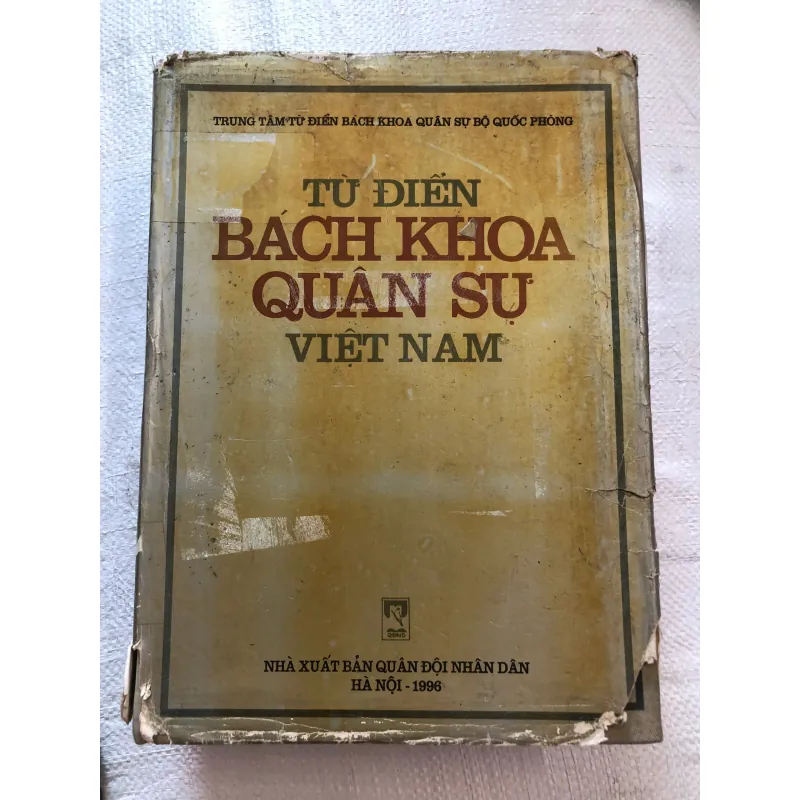 TRUNG TÂM TỪ ĐIỂN BÁCH KHOA QUÂN SỰ BỘ QUỐC PHÒNG
TỪ ĐIỂN
BÁCH KHOA
QUÂN SỰ
VIỆT NAM
QĐND
NHÀ XUẤT BẢN QUÂN ĐỘI NHÂN DÂN
HÀ NỘI - 1996